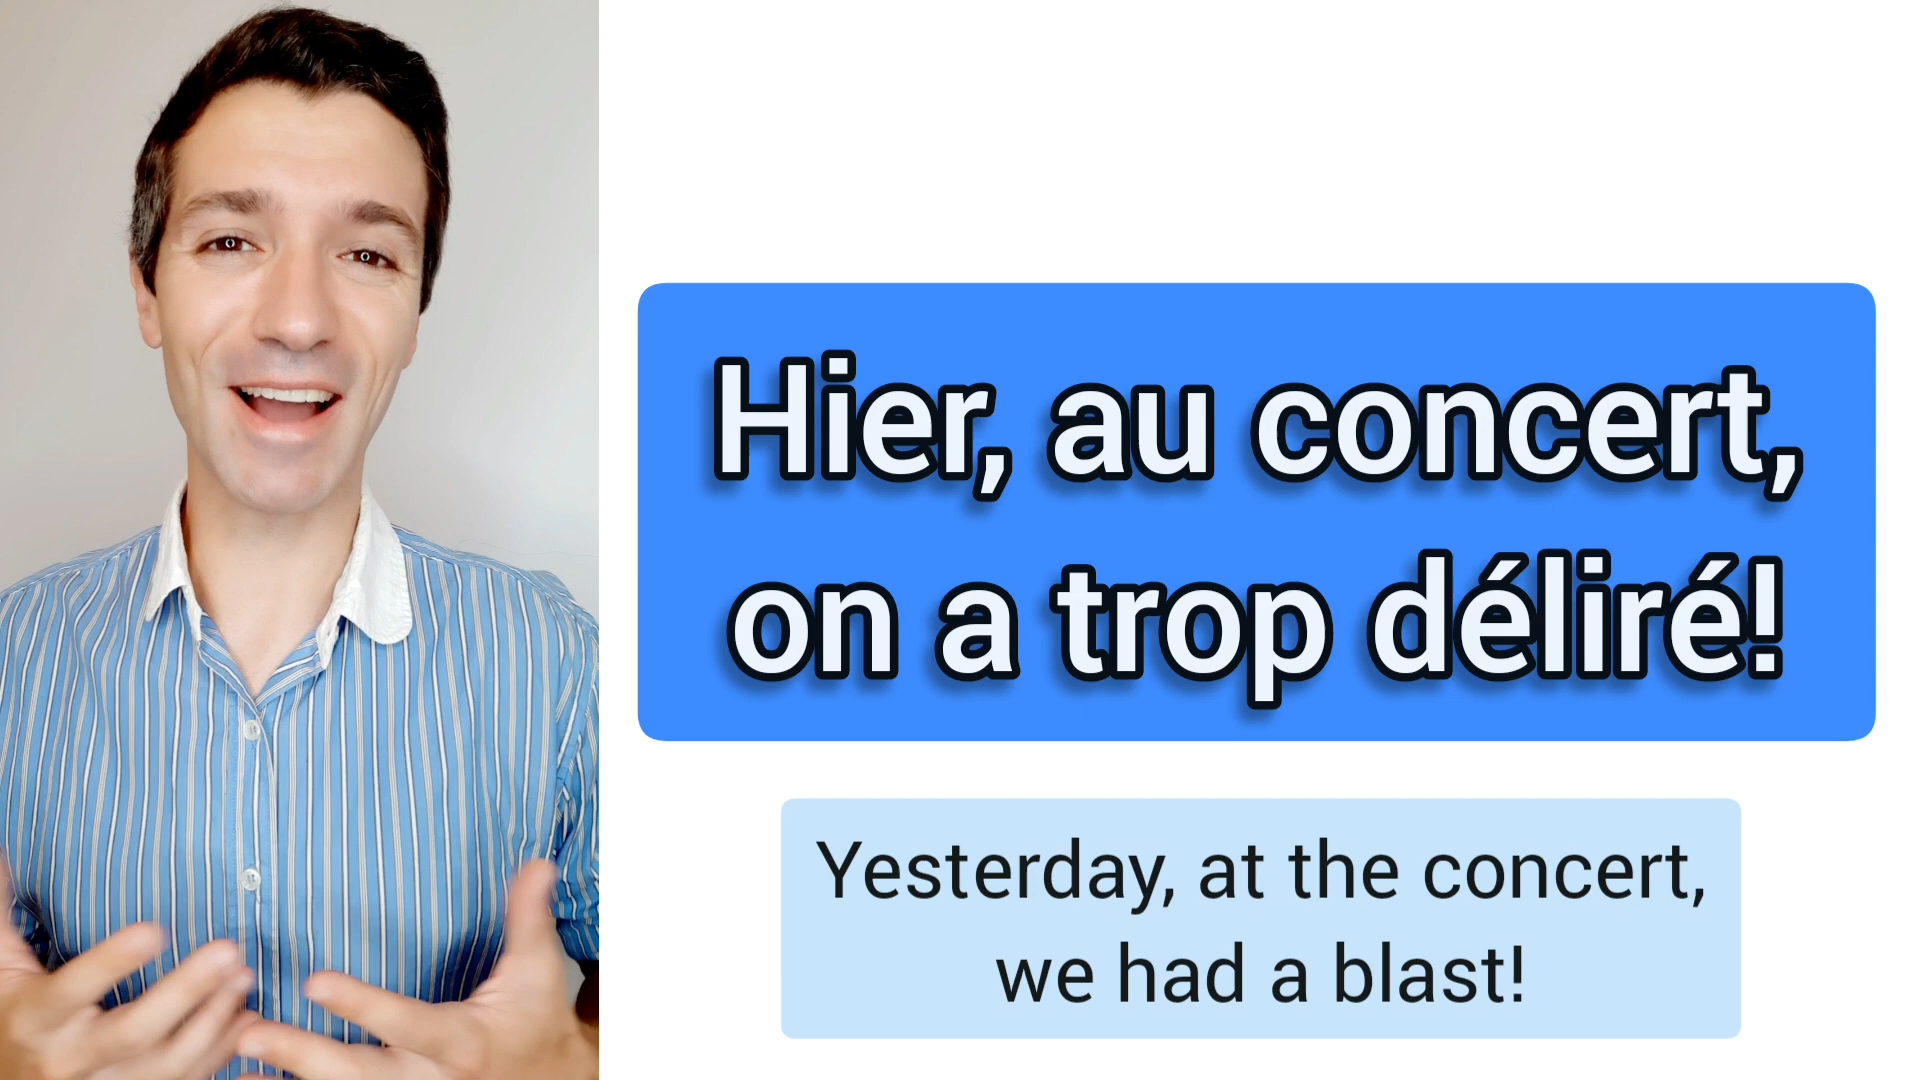 Hier, au concert,
on a trop déliré!
Yesterday, at the concert,
we had a blast!